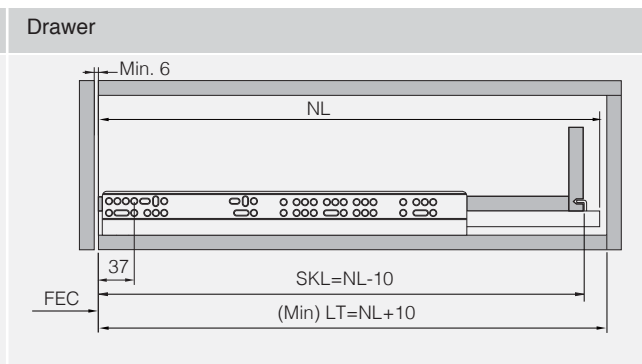 Drawer
Min. 6
NL
37
SKL=NL-10
FEC
(Min) LT=NL+10